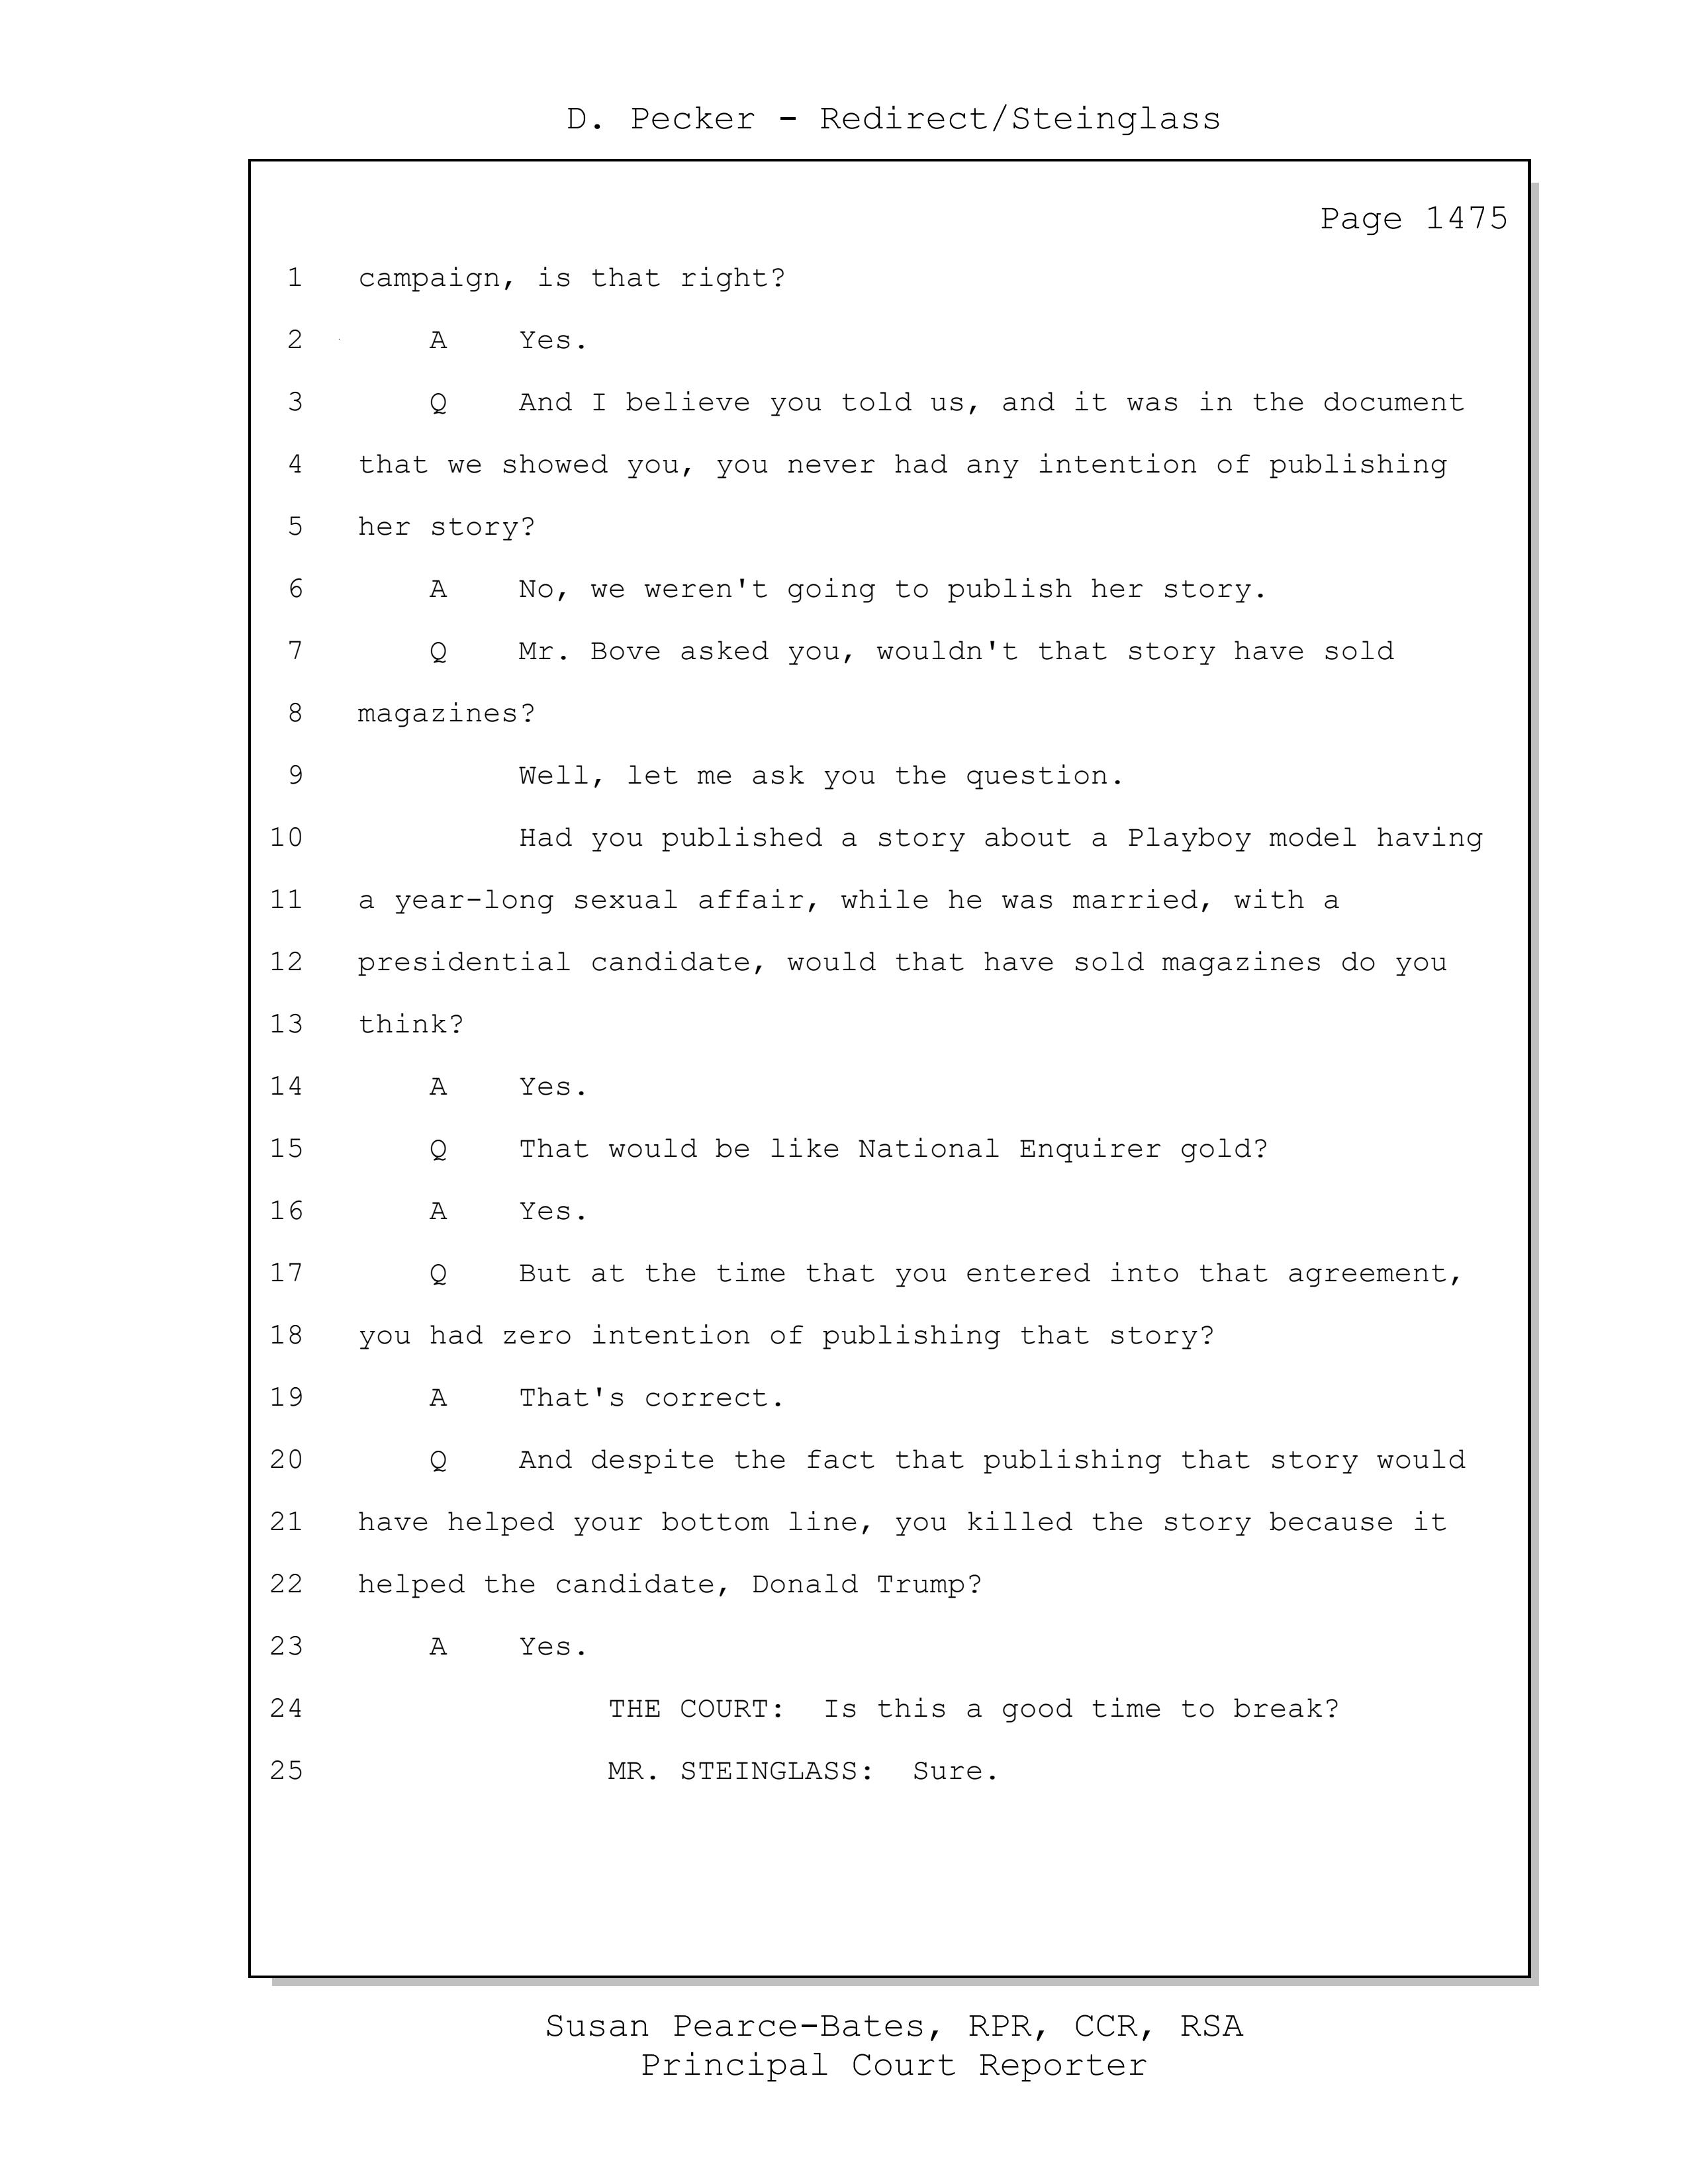 D. Pecker - Redirect/Steinglass
Page 1475
1 campaign, is that right?
2 A Yes.
3 Q And I believe you told us, and it was in the document
4 that we showed you, you never had any intention of publishing
5 her story?
6 A No, we weren't going to publish her story.
7 Q Mr. Bove asked you, wouldn't that story have sold
8 magazines?
9 Well, let me ask you the question.
10 Had you published a story about a Playboy model having
11 a year-long sexual affair, while he was married, with a
12 presidential candidate, would that have sold magazines do you
13 think?
14 A Yes.
15 Q That would be like National Enquirer gold?
16 A Yes.
17 Q But at the time that you entered into that agreement,
18 you had zero intention of publishing that story?
19 A That's correct.
20 Q And despite the fact that publishing that story would
21 have helped your bottom line, you killed the story because it
22 helped the candidate, Donald Trump?
23 A Yes.
24 THE COURT: Is this a good time to break?
25 MR. STEINGLASS: Sure.
Susan Pearce-Bates, RPR, CCR, RSA
Principal Court Reporter